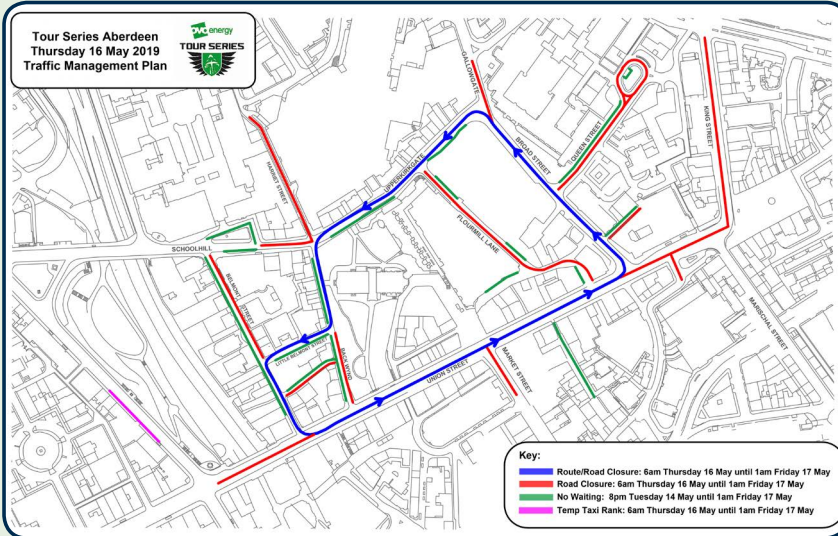 Tour Series Aberdeen
Thursday 16 May 2019
Traffic Management Plan
ovo energy
TOUR SERIES
GALLOWGATE
KING STREET
BROAD STREET
QUEEN STREET
UPPERKIRKGATE
HARRIET STREET
FLOURMILL LANE
SCHOOLHILL
BELMONT STREET
LITTLE BELMONT STREET
BACK WYND
UNION STREET
MARKET STREET
MARISCHAL STREET
Key:
Route/Road Closure: 6am Thursday 16 May until 1am Friday 17 May
Road Closure: 6am Thursday 16 May until 1am Friday 17 May
No Waiting: 8pm Tuesday 14 May until 1am Friday 17 May
Temp Taxi Rank: 6am Thursday 16 May until 1am Friday 17 May